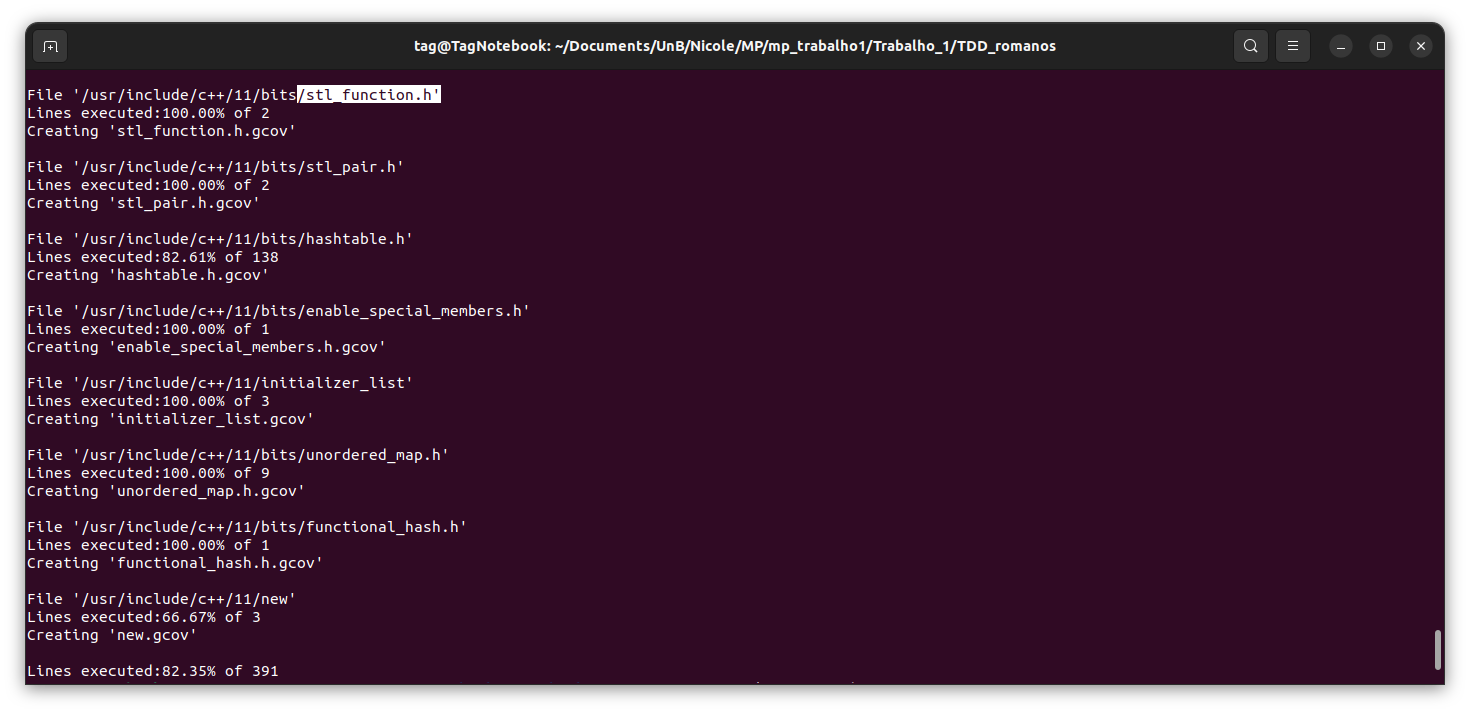 tag@TagNotebook: ~/Documents/UnB/Nicole/MP/mp_trabalho1/Trabalho_1/TDD_romanos
File '/usr/include/c++/11/bits/stl_function.h'
Lines executed:100.00% of 2
Creating 'stl_function.h.gcov'
File '/usr/include/c++/11/bits/stl_pair.h'
Lines executed:100.00% of 2
Creating 'stl_pair.h.gcov'
File '/usr/include/c++/11/bits/hashtable.h'
Lines executed:82.61% of 138
Creating 'hashtable.h.gcov'
File '/usr/include/c++/11/bits/enable_special_members.h'
Lines executed:100.00% of 1
Creating 'enable_special_members.h.gcov'
File '/usr/include/c++/11/initializer_list'
Lines executed:100.00% of 3
Creating 'initializer_list.gcov'
File '/usr/include/c++/11/bits/unordered_map.h'
Lines executed:100.00% of 9
Creating 'unordered_map.h.gcov'
File '/usr/include/c++/11/bits/functional_hash.h'
Lines executed:100.00% of 1
Creating 'functional_hash.h.gcov'
File '/usr/include/c++/11/new'
Lines executed:66.67% of 3
Creating 'new.gcov'
Lines executed:82.35% of 391